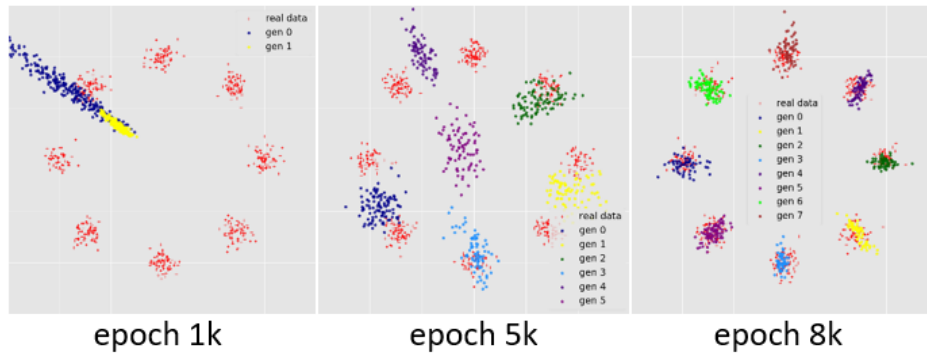 real data
gen 0
gen 1
real data
gen 0
gen 1
gen 2
gen 3
gen 4
gen 5
real data
gen 0
gen 1
gen 2
gen 3
gen 4
gen 5
gen 6
gen 7
epoch 1k
epoch 5k
epoch 8k